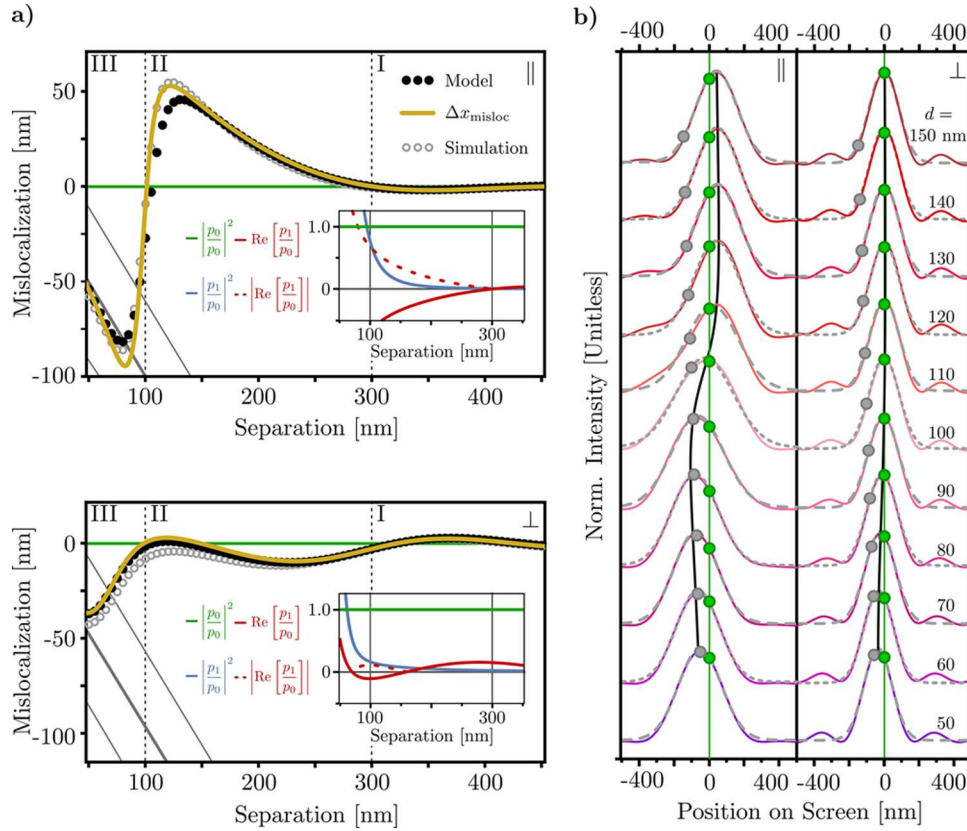 a)
III II I ||
Model
Δx_misloc
Simulation
50
0
-50
-100
Mislocalization [nm]
|p₀/p₀|² Re[p₁/p₀]
|p₁/p₀|² |Re[p₁/p₀]|
1.0
0
100 300
Separation [nm]
100 200 300 400
Separation [nm]
III II I ⊥
0
-50
-100
Mislocalization [nm]
|p₀/p₀|² Re[p₁/p₀]
|p₁/p₀|² |Re[p₁/p₀]|
1.0
0
100 300
Separation [nm]
100 200 300 400
Separation [nm]
b)
-400 0 400 -400 0 400
|| ⊥
d =
150 nm
140
130
120
110
100
90
80
70
60
50
Norm. Intensity [Unitless]
-400 0 400 -400 0 400
Position on Screen [nm]